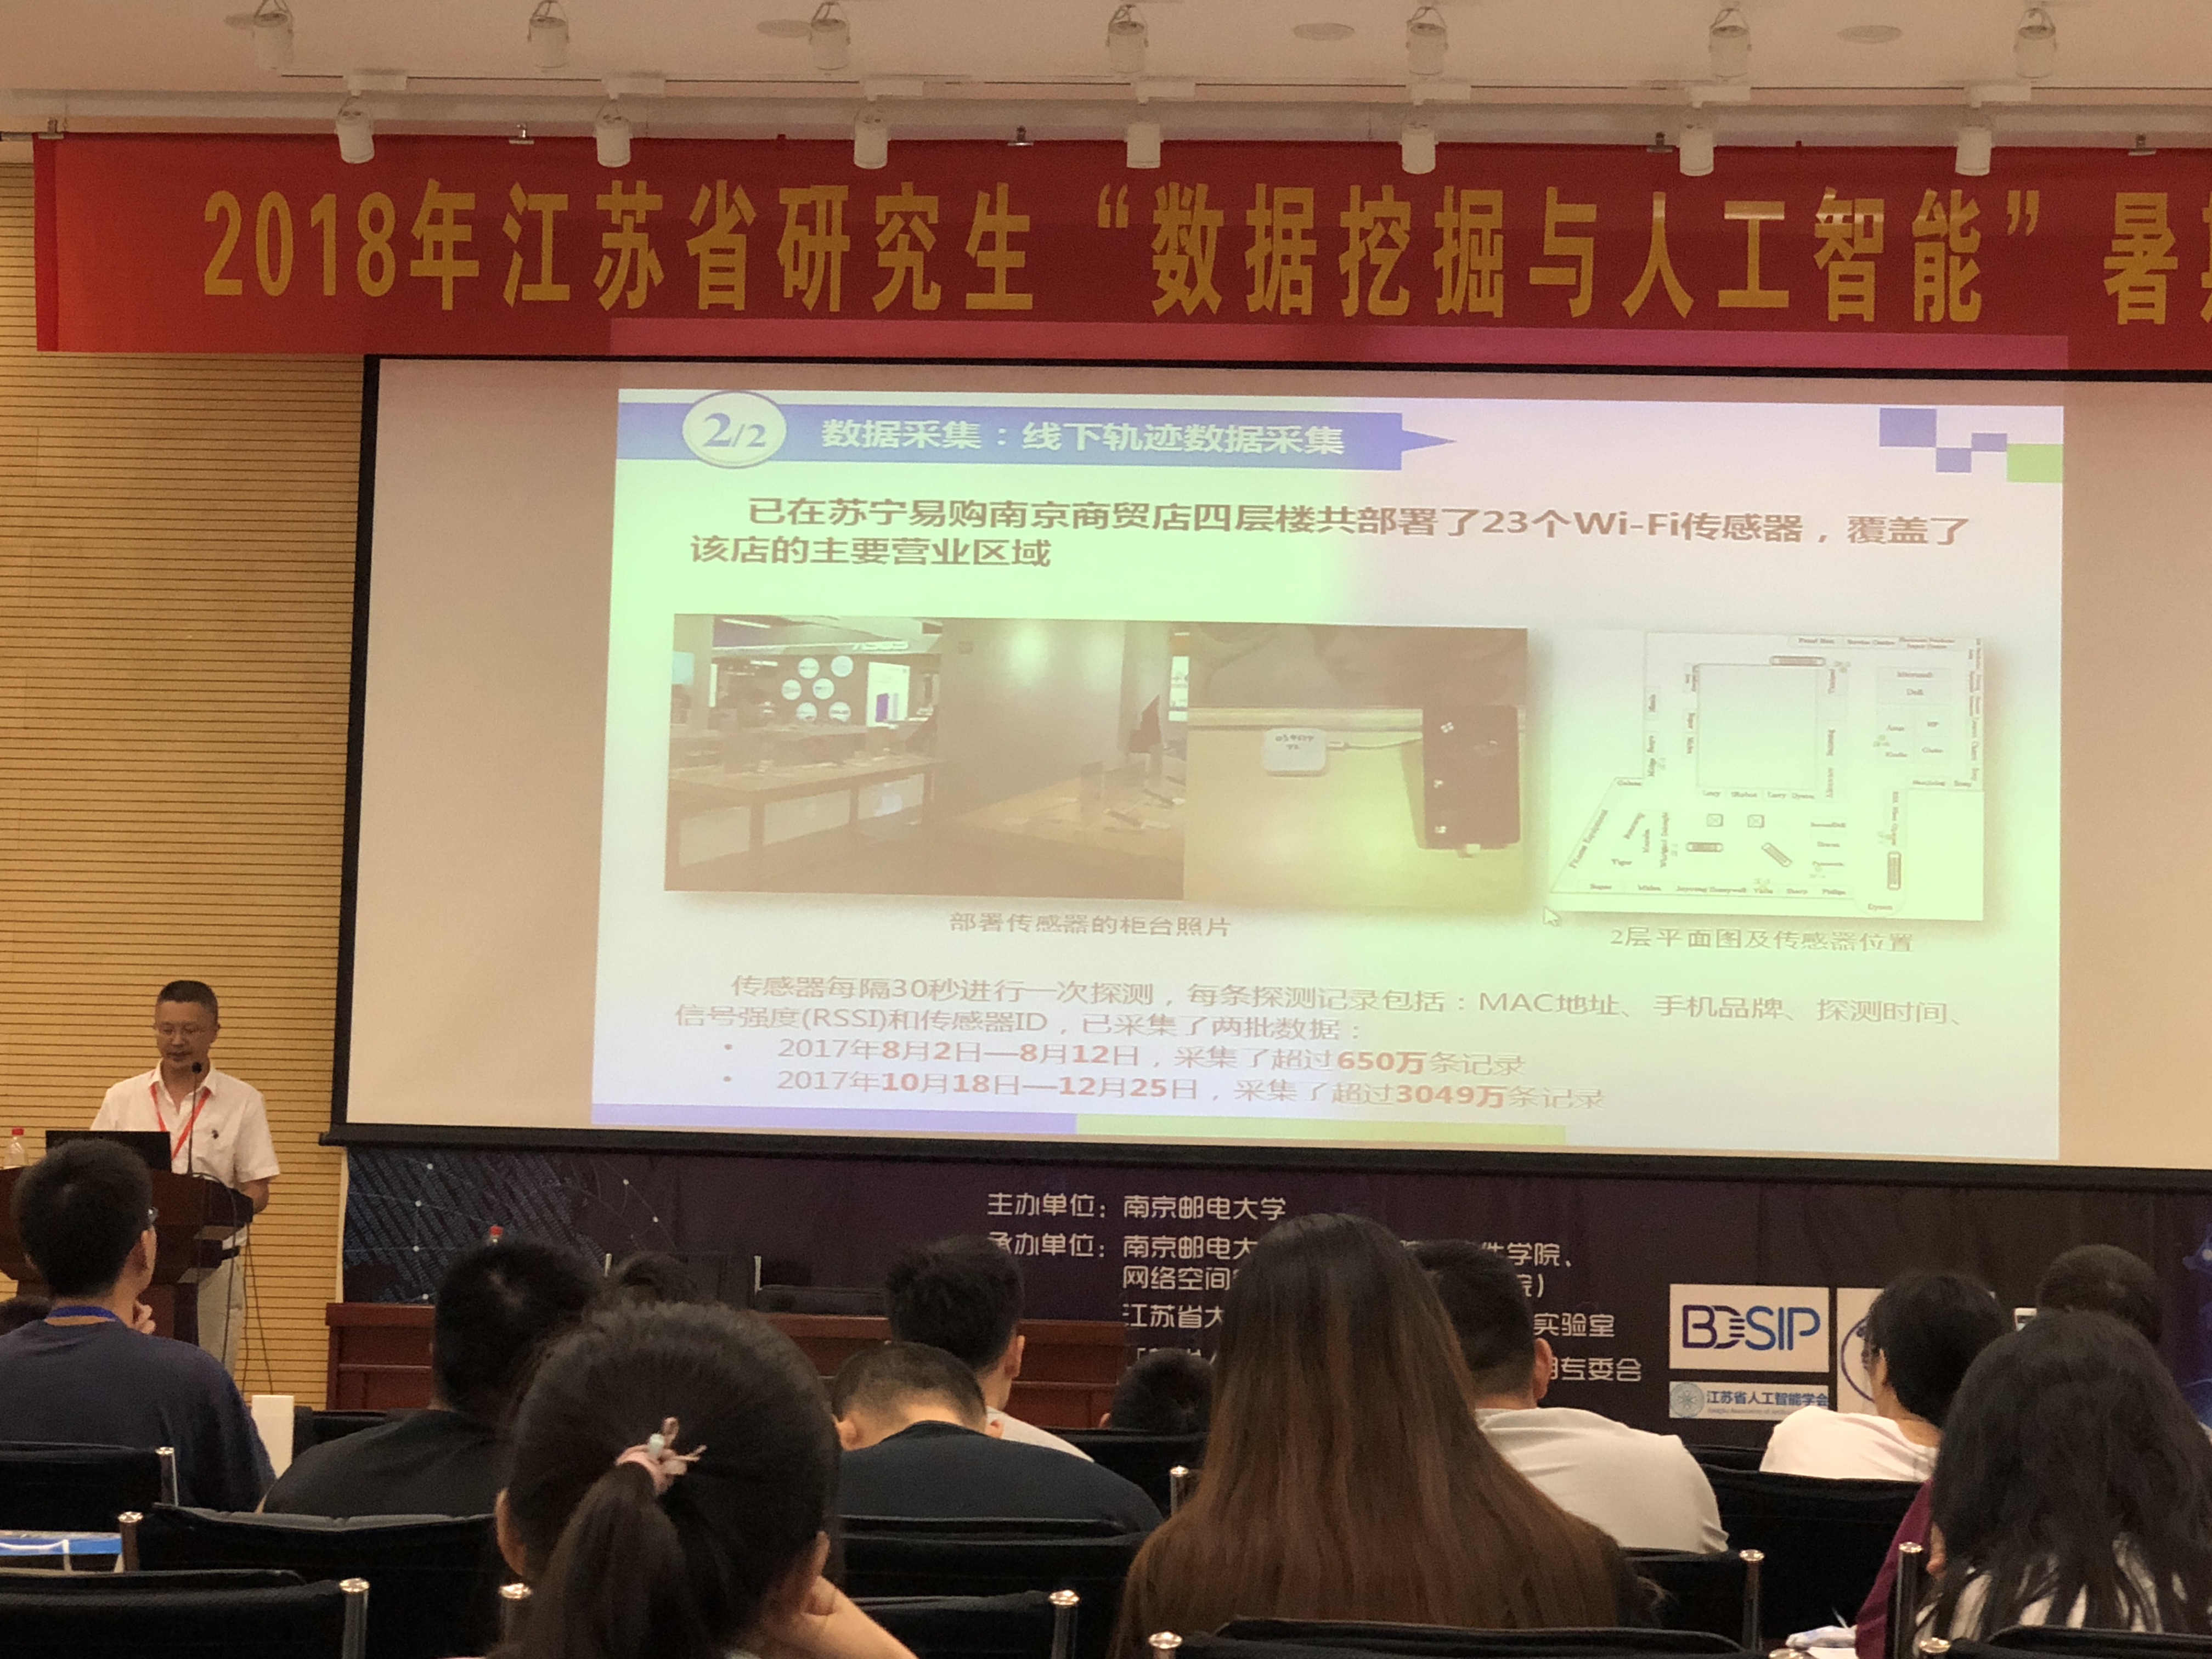 2018年江苏省研究生“数据挖掘与人工智能”暑
2/2
数据采集：线下轨迹数据采集
已在苏宁易购南京商贸店四层楼共部署了23个Wi-Fi传感器，覆盖了
该店的主要营业区域
部署传感器的柜台照片
2层平面图及传感器位置
传感器每隔30秒进行一次探测，每条探测记录包括：MAC地址、手机品牌、探测时间、
信号强度(RSSI)和传感器ID，已采集了两批数据：
• 2017年8月2日—8月12日，采集了超过650万条记录
• 2017年10月18日—12月25日，采集了超过3049万条记录
主办单位：南京邮电大学
承办单位：南京邮电大
件学院、
网络空间
院）
江苏省大
实验室
专委会
BDSIP
江苏省人工智能学会